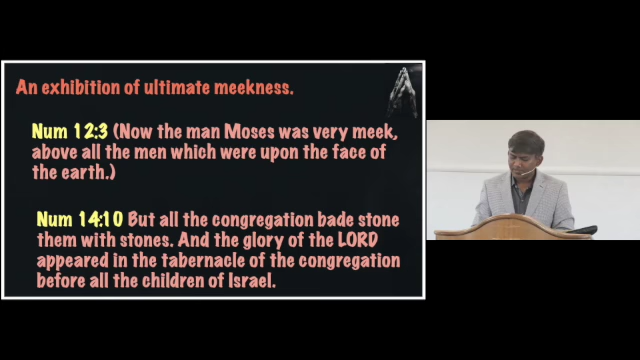 An exhibition of ultimate meekness.
Num 12:3 (Now the man Moses was very meek,
above all the men which were upon the face of
the earth.)
Num 14:10 But all the congregation bade stone
them with stones. And the glory of the LORD
appeared in the tabernacle of the congregation
before all the children of Israel.